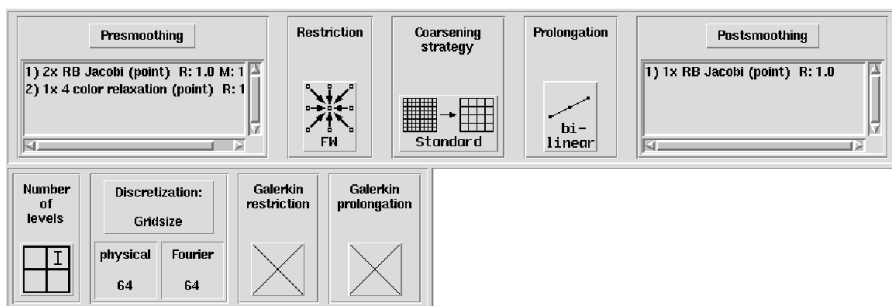 Presmoothing
1) 2x RB Jacobi (point) R: 1.0 M: 1
2) 1x 4 color relaxation (point) R: 1
Restriction
FW
Coarsening
strategy
Standard
Prolongation
bi-
linear
Postsmoothing
1) 1x RB Jacobi (point) R: 1.0
Number
of
levels
I
Discretization:
Gridsize
physical
64
Fourier
64
Galerkin
restriction
Galerkin
prolongation